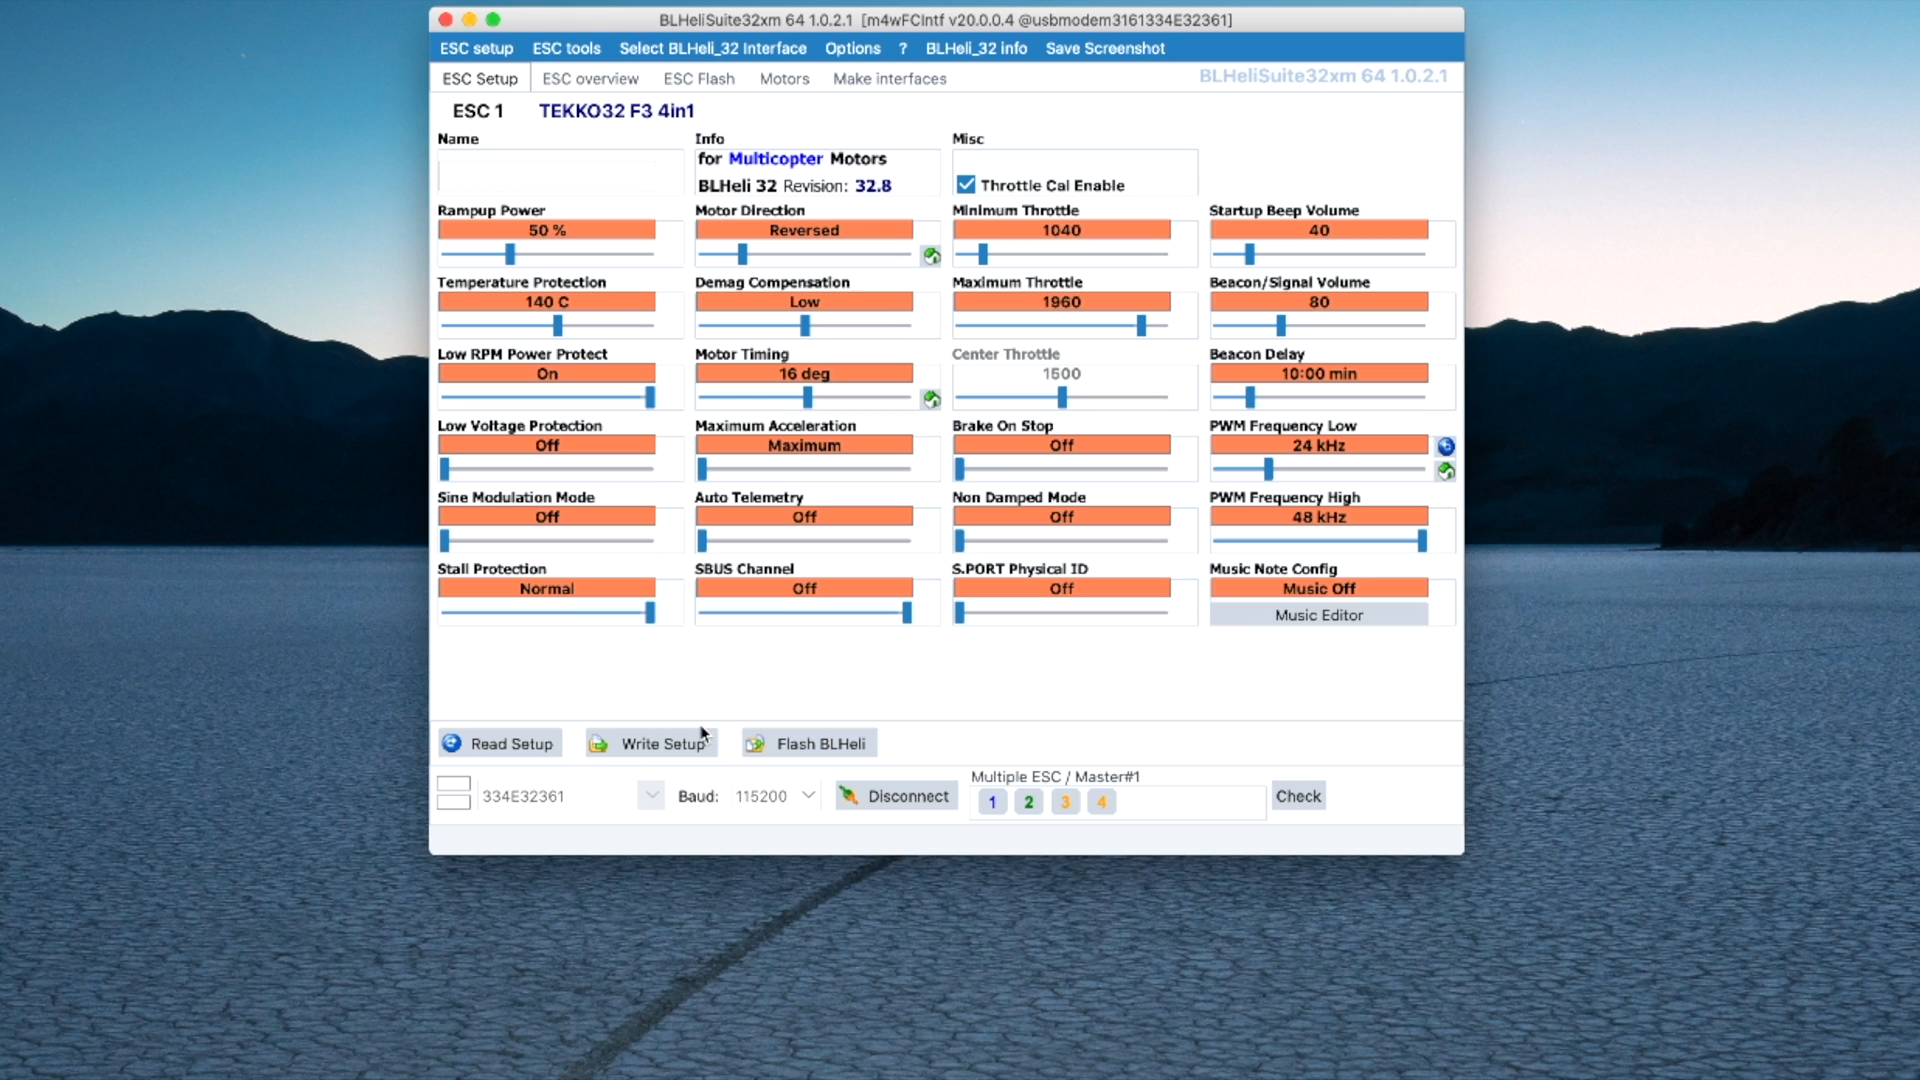 BLHeliSuite32xm 64 1.0.2.1 [m4wFCIntf v20.0.0.4 @usbmodem3161334E32361]
ESC setup ESC tools Select BLHeli_32 Interface Options ? BLHeli_32 info Save Screenshot
ESC Setup ESC overview ESC Flash Motors Make interfaces BLHeliSuite32xm 64 1.0.2.1
ESC 1 TEKKO32 F3 4in1
Name Info Misc
for Multicopter Motors
BLHeli 32 Revision: 32.8 Throttle Cal Enable
Rampup Power Motor Direction Minimum Throttle Startup Beep Volume
50 % Reversed 1040 40
Temperature Protection Demag Compensation Maximum Throttle Beacon/Signal Volume
140 C Low 1960 80
Low RPM Power Protect Motor Timing Center Throttle Beacon Delay
On 16 deg 1500 10:00 min
Low Voltage Protection Maximum Acceleration Brake On Stop PWM Frequency Low
Off Maximum Off 24 kHz
Sine Modulation Mode Auto Telemetry Non Damped Mode PWM Frequency High
Off Off Off 48 kHz
Stall Protection SBUS Channel S.PORT Physical ID Music Note Config
Normal Off Off Music Off
Music Editor
Read Setup Write Setup Flash BLHeli
Multiple ESC / Master#1
334E32361 Baud: 115200 Disconnect 1 2 3 4 Check